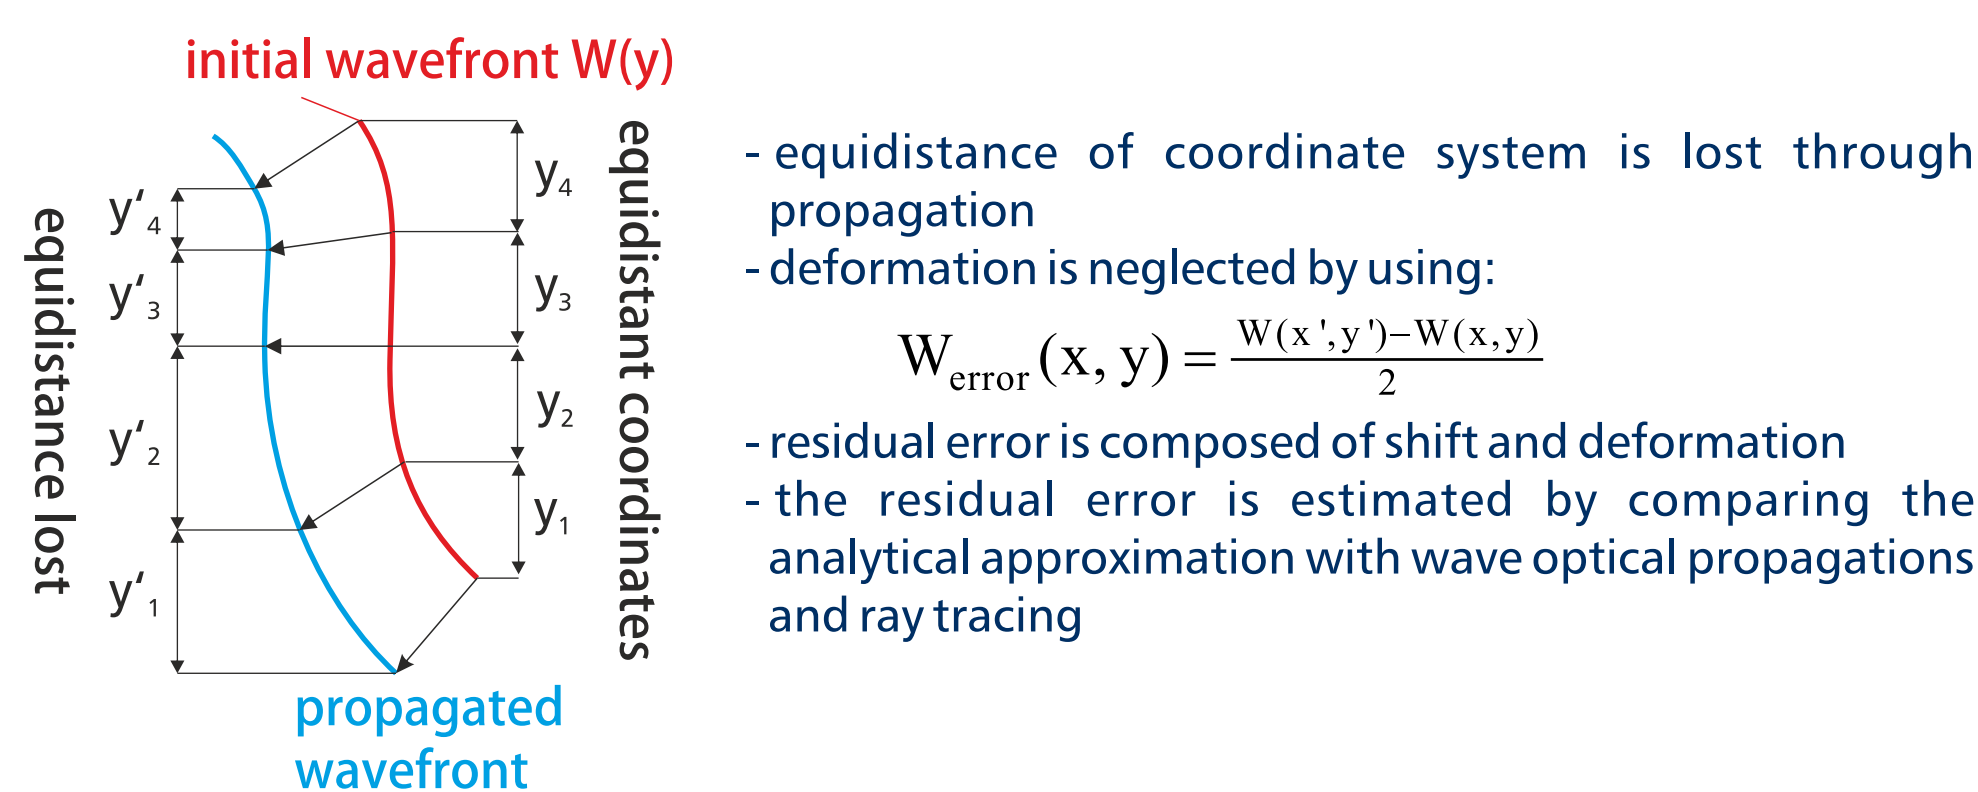 initial wavefront W(y)
equidistance lost
y'₄
y'₃
y'₂
y'₁
y₄
y₃
y₂
y₁
equidistant coordinates
propagated
wavefront
- equidistance of coordinate system is lost through
propagation
- deformation is neglected by using:
W_error(x, y) = (W(x',y')−W(x,y))/2
- residual error is composed of shift and deformation
- the residual error is estimated by comparing the
analytical approximation with wave optical propagations
and ray tracing